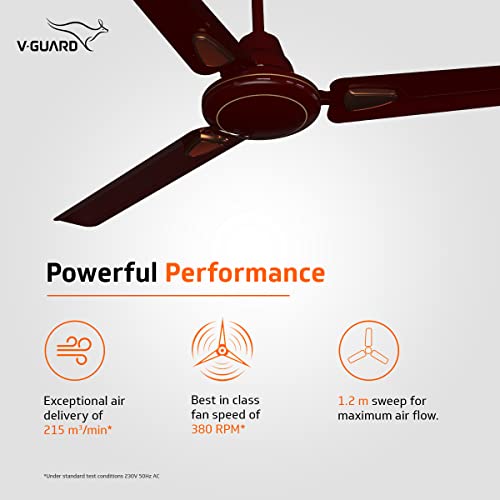 V-GUARD
Powerful Performance
Exceptional air
delivery of
215 m³/min*
Best in class
fan speed of
380 RPM*
1.2 m sweep for
maximum air flow.
*Under standard test conditions 230V 50Hz AC